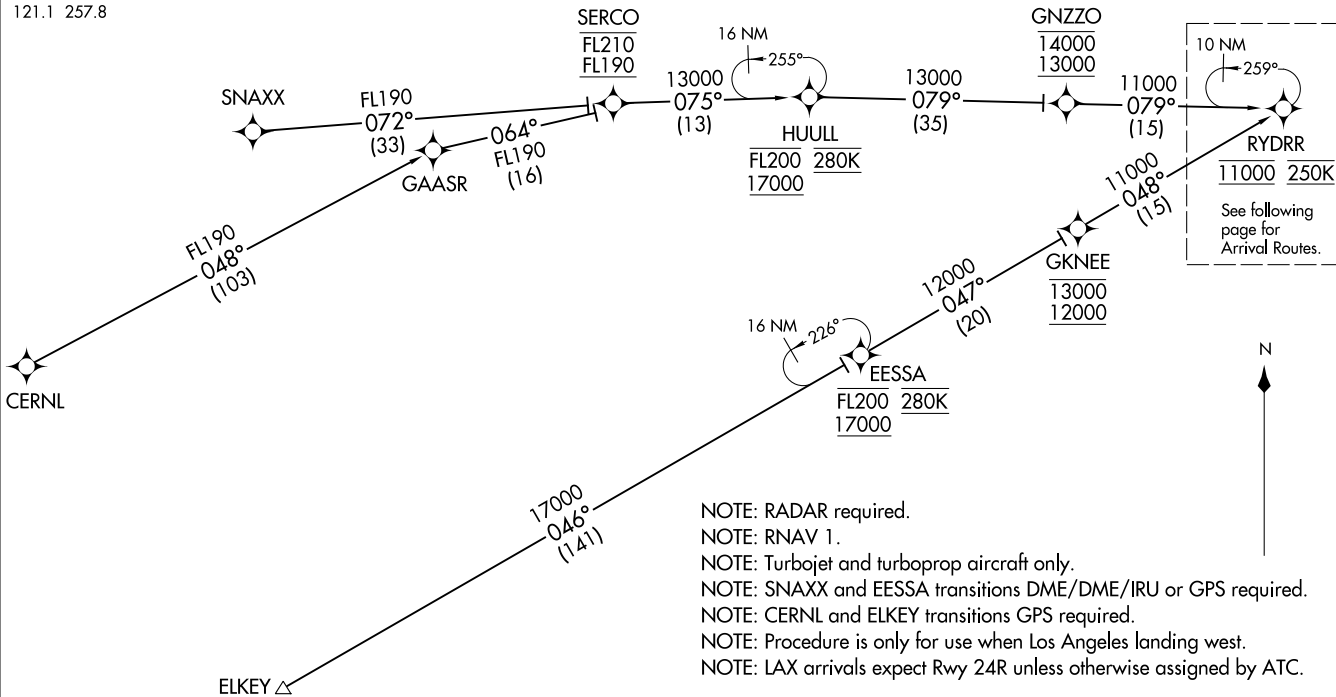 121.1 257.8
SERCO
FL210
FL190
GNZZO
14000
13000
16 NM
255°
10 NM
259°
SNAXX
FL190
072°
(33)
13000
075°
(13)
13000
079°
(35)
11000
079°
(15)
064°
FL190
(16)
GAASR
HUULL
FL200 280K
17000
RYDRR
11000 250K
See following
page for
Arrival Routes.
11000
048°
(15)
FL190
048°
(103)
GKNEE
13000
12000
12000
047°
(20)
16 NM
226°
N
EESSA
FL200 280K
17000
CERNL
17000
046°
(141)
NOTE: RADAR required.
NOTE: RNAV 1.
NOTE: Turbojet and turboprop aircraft only.
NOTE: SNAXX and EESSA transitions DME/DME/IRU or GPS required.
NOTE: CERNL and ELKEY transitions GPS required.
NOTE: Procedure is only for use when Los Angeles landing west.
NOTE: LAX arrivals expect Rwy 24R unless otherwise assigned by ATC.
ELKEY